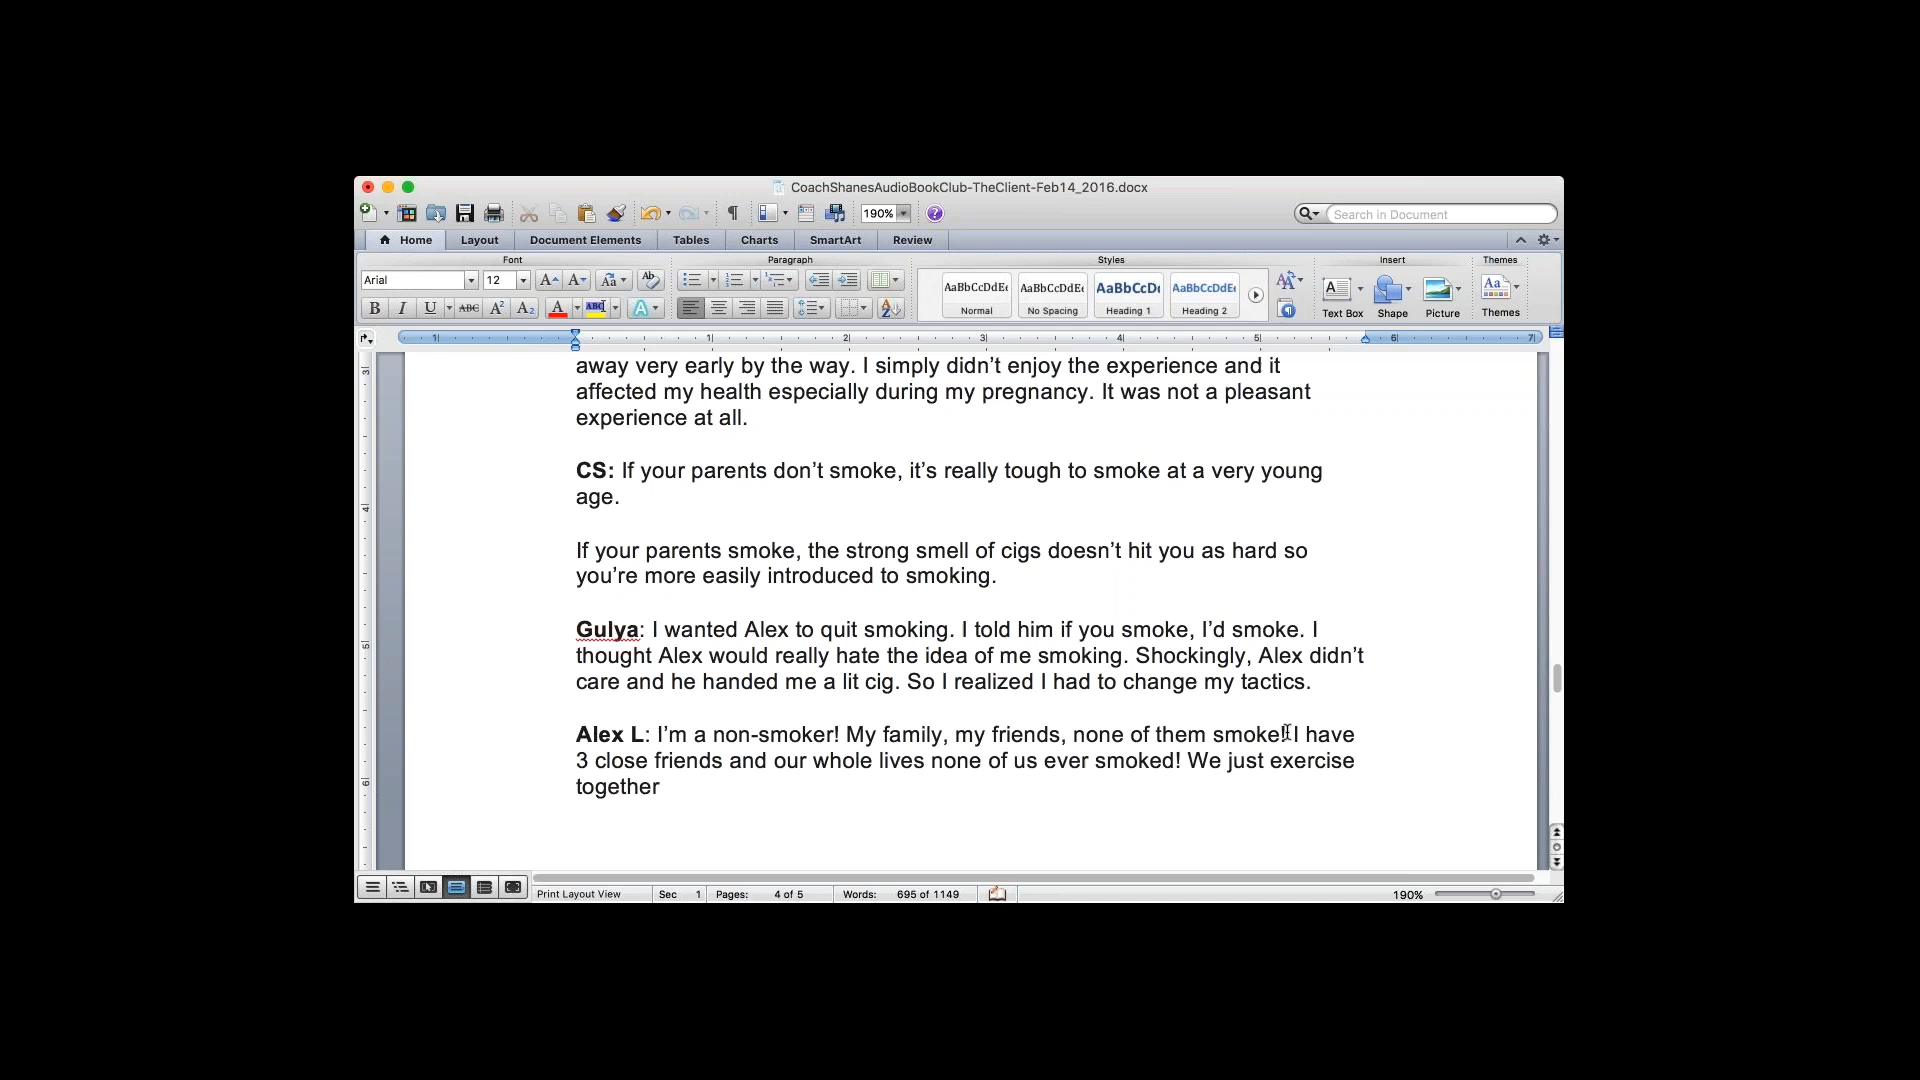 CoachShanesAudioBookClub-TheClient-Feb14_2016.docx
190%
Search in Document
Home Layout Document Elements Tables Charts SmartArt Review
Font Paragraph Styles Insert Themes
Arial 12
AaBbCcDdEe AaBbCcDdEe AaBbCcDı AaBbCcDdEe
Normal No Spacing Heading 1 Heading 2 Text Box Shape Picture Themes
away very early by the way. I simply didn’t enjoy the experience and it
affected my health especially during my pregnancy. It was not a pleasant
experience at all.
CS: If your parents don’t smoke, it’s really tough to smoke at a very young
age.
If your parents smoke, the strong smell of cigs doesn’t hit you as hard so
you’re more easily introduced to smoking.
Gulya: I wanted Alex to quit smoking. I told him if you smoke, I’d smoke. I
thought Alex would really hate the idea of me smoking. Shockingly, Alex didn’t
care and he handed me a lit cig. So I realized I had to change my tactics.
Alex L: I’m a non-smoker! My family, my friends, none of them smoke! I have
3 close friends and our whole lives none of us ever smoked! We just exercise
together
Print Layout View Sec 1 Pages: 4 of 5 Words: 695 of 1149 190%